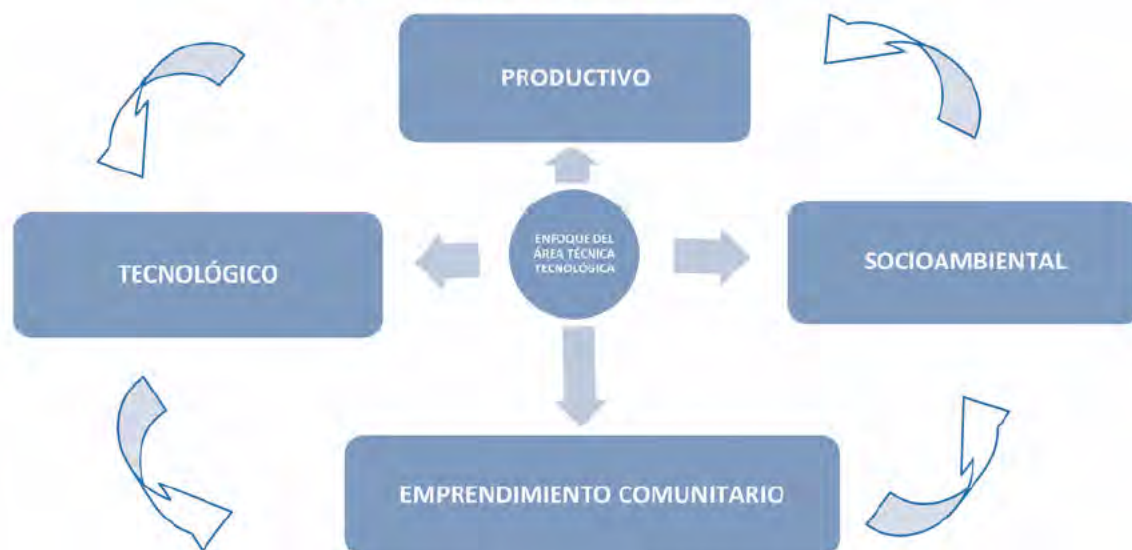 PRODUCTIVO
ENFOQUE DEL
ÁREA TÉCNICA
TECNOLÓGICA
TECNOLÓGICO
SOCIOAMBIENTAL
EMPRENDIMIENTO COMUNITARIO